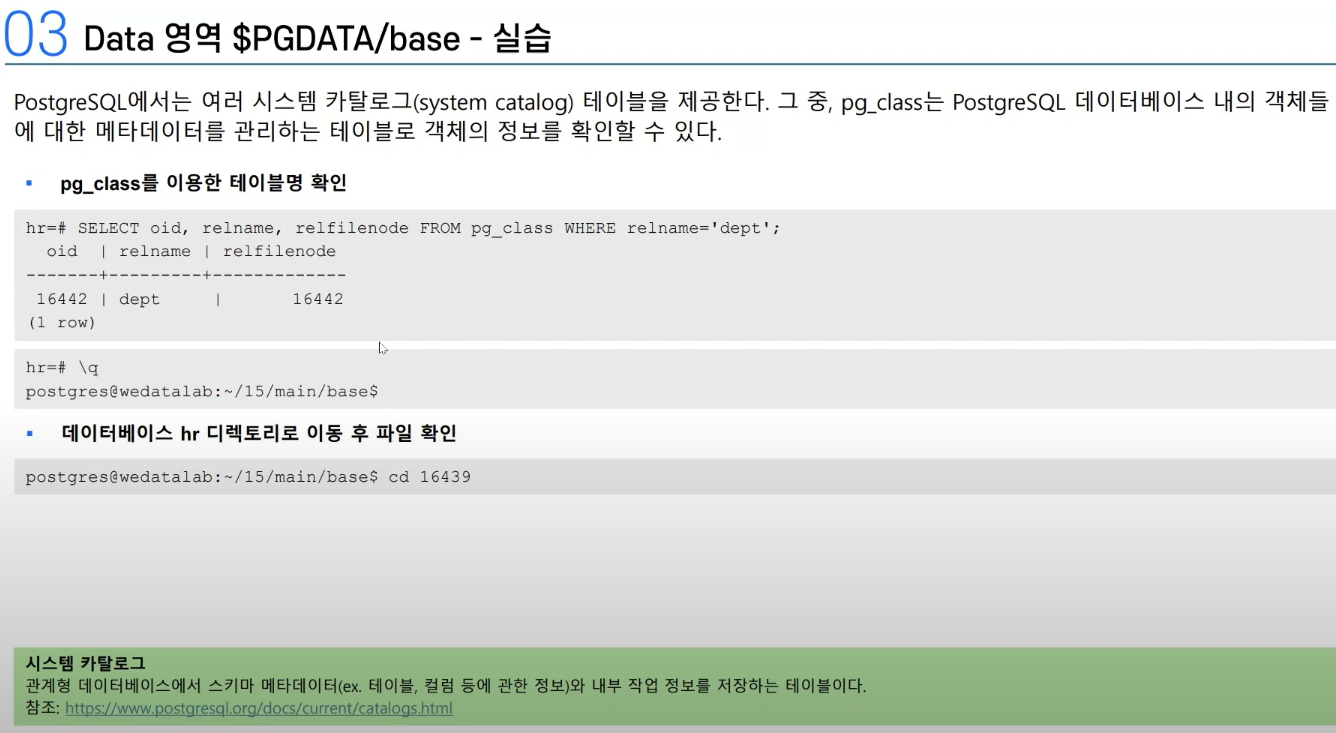 03 Data 영역 $PGDATA/base - 실습
PostgreSQL에서는 여러 시스템 카탈로그(system catalog) 테이블을 제공한다. 그 중, pg_class는 PostgreSQL 데이터베이스 내의 객체들
에 대한 메타데이터를 관리하는 테이블로 객체의 정보를 확인할 수 있다.
▪ pg_class를 이용한 테이블명 확인
hr=# SELECT oid, relname, relfilenode FROM pg_class WHERE relname='dept';
  oid  | relname | relfilenode
-------+---------+-------------
 16442 | dept    |       16442
(1 row)
hr=# \q
postgres@wedatalab:~/15/main/base$
▪ 데이터베이스 hr 디렉토리로 이동 후 파일 확인
postgres@wedatalab:~/15/main/base$ cd 16439
시스템 카탈로그
관계형 데이터베이스에서 스키마 메타데이터(ex. 테이블, 컬럼 등에 관한 정보)와 내부 작업 정보를 저장하는 테이블이다.
참조: https://www.postgresql.org/docs/current/catalogs.html